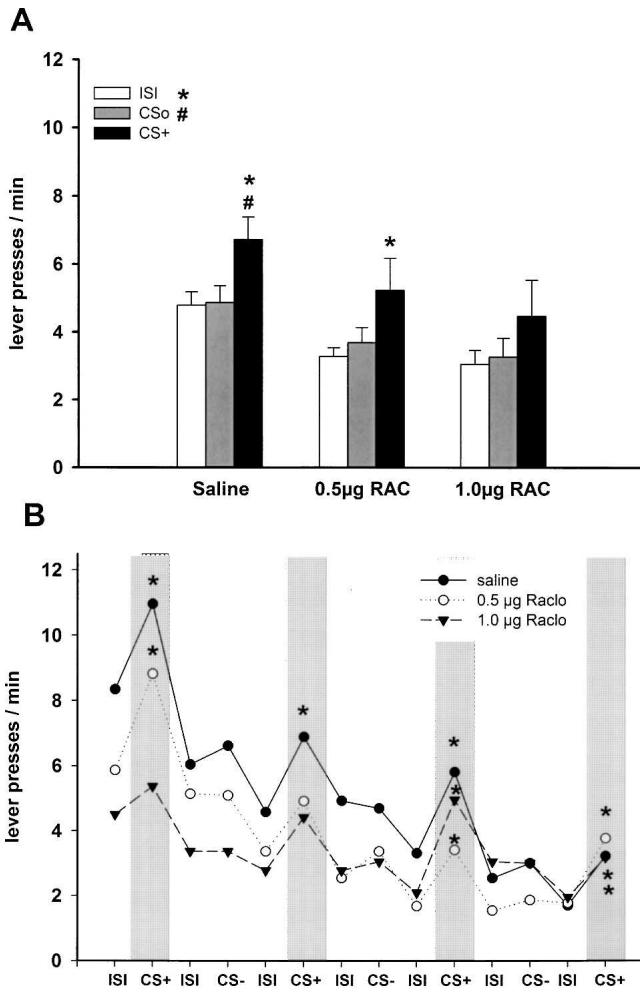 A
12
10
8
6
4
2
0
lever presses / min
ISI *
CSo #
CS+
*
#
*
Saline 0.5µg RAC 1.0µg RAC
B
12
10
8
6
4
2
0
lever presses / min
saline
0.5 µg Raclo
1.0 µg Raclo
*
*
*
*
*
*
*
*
*
ISI CS+ ISI CS- ISI CS+ ISI CS- ISI CS+ ISI CS- ISI CS+